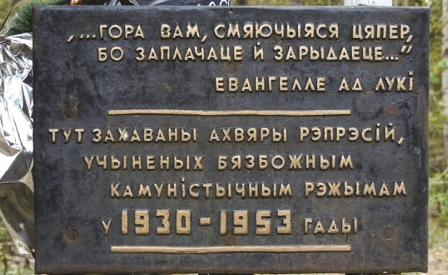 „...ГОРА ВАМ, СМЯЮЧЫЯСЯ ЦЯПЕР,
БО ЗАПЛАЧАЦЕ Й ЗАРЫДАЕЦЕ..."
ЕВАНГЕЛЛЕ АД ЛУКІ
ТУТ ЗАХАВАНЫ АХВЯРЫ РЭПРЭСІЙ,
УЧЫНЕНЫХ БЯЗБОЖНЫМ
КАМУНІСТЫЧНЫМ РЭЖЫМАМ
У 1930-1953 ГАДЫ